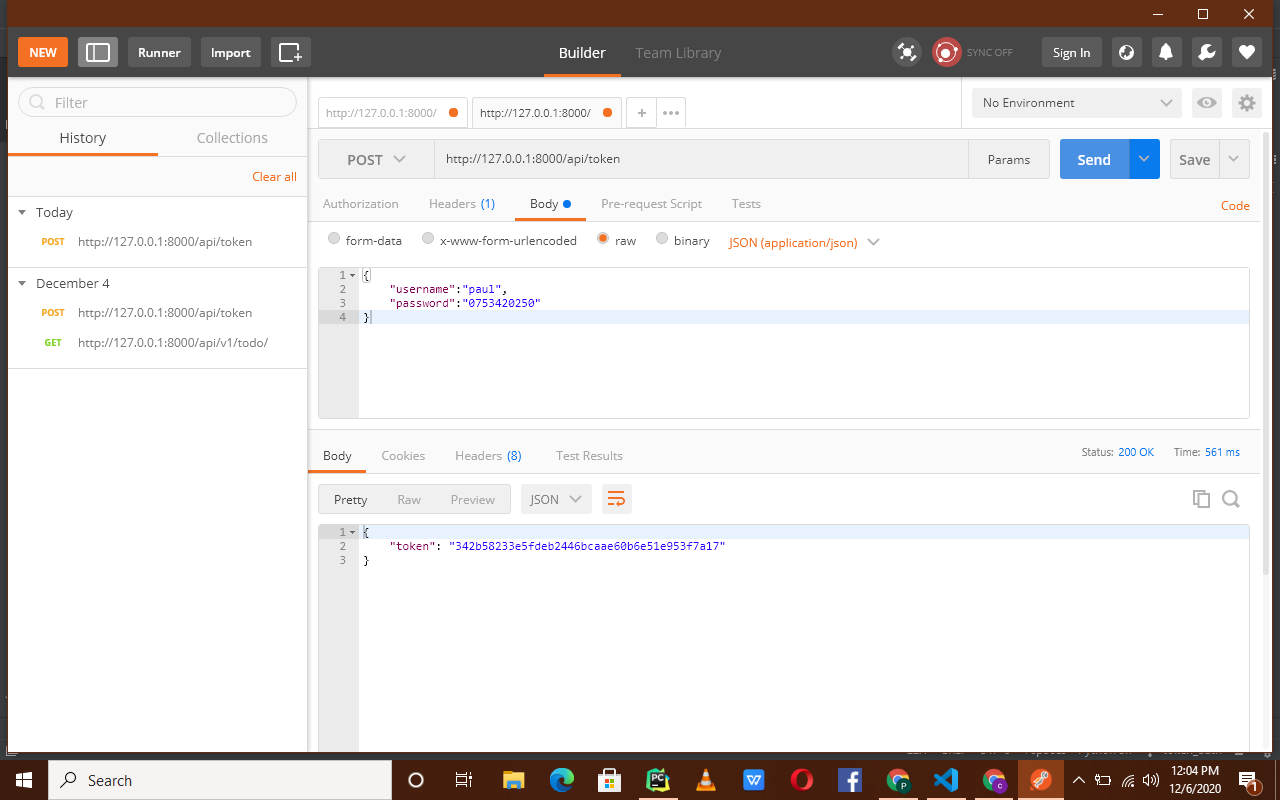 NEW Runner Import Builder Team Library SYNC OFF Sign In
Filter
History Collections
Clear all
Today
POST http://127.0.0.1:8000/api/token
December 4
POST http://127.0.0.1:8000/api/token
GET http://127.0.0.1:8000/api/v1/todo/
http://127.0.0.1:8000/ http://127.0.0.1:8000/ + ••• No Environment
POST http://127.0.0.1:8000/api/token Params Send Save
Authorization Headers (1) Body Pre-request Script Tests Code
form-data x-www-form-urlencoded raw binary JSON (application/json)
1 {
2 "username":"paul",
3 "password":"0753420250"
4 }
Body Cookies Headers (8) Test Results Status: 200 OK Time: 561 ms
Pretty Raw Preview JSON
1 {
2 "token": "342b58233e5fdeb2446bcaae60b6e51e953f7a17"
3 }
Search
PC
W
P
C
12:04 PM
12/6/2020
1